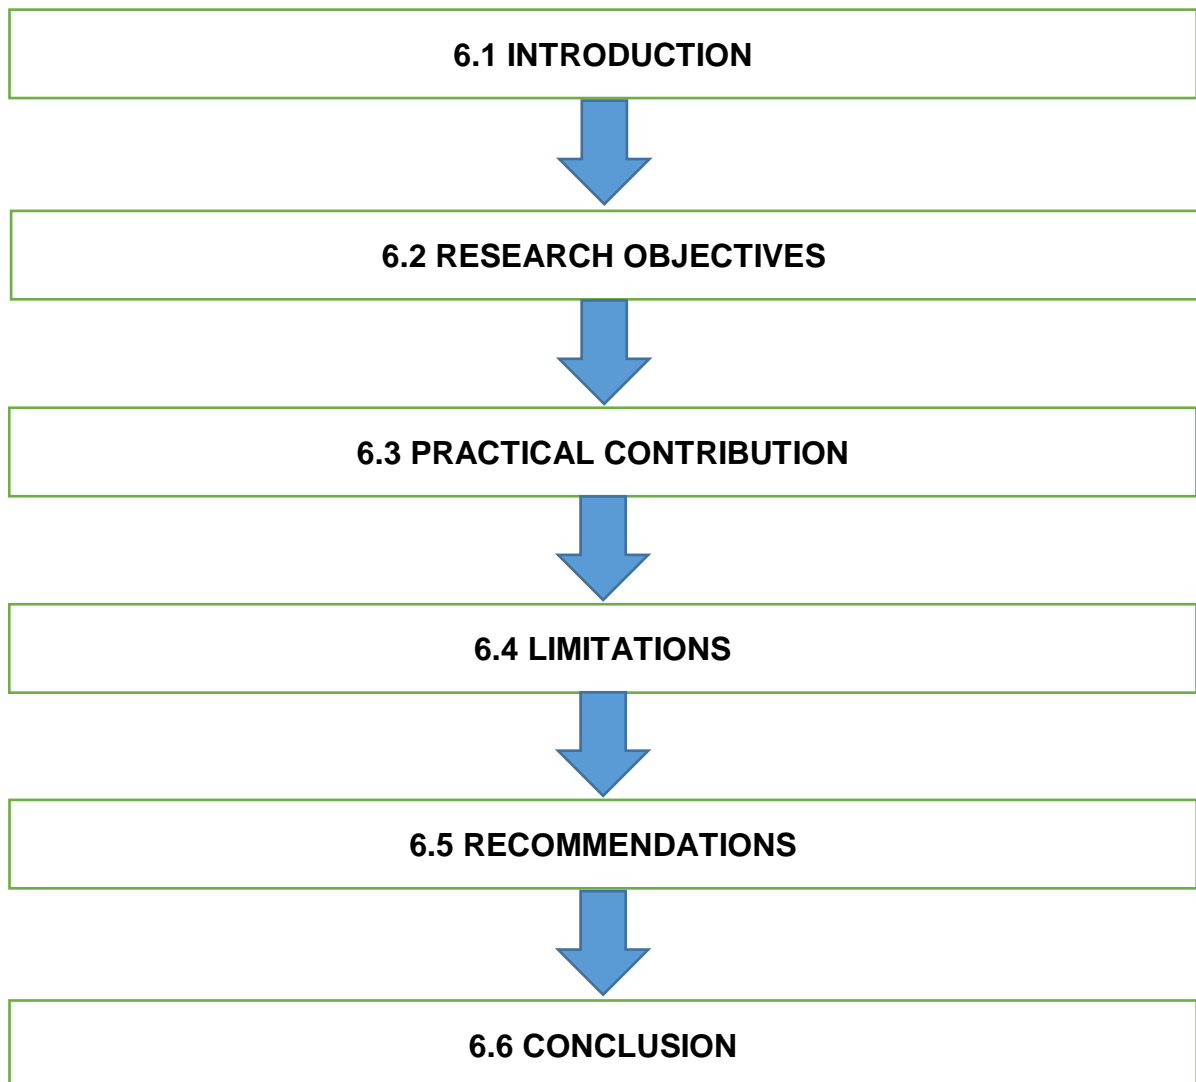 6.1 INTRODUCTION
6.2 RESEARCH OBJECTIVES
6.3 PRACTICAL CONTRIBUTION
6.4 LIMITATIONS
6.5 RECOMMENDATIONS
6.6 CONCLUSION